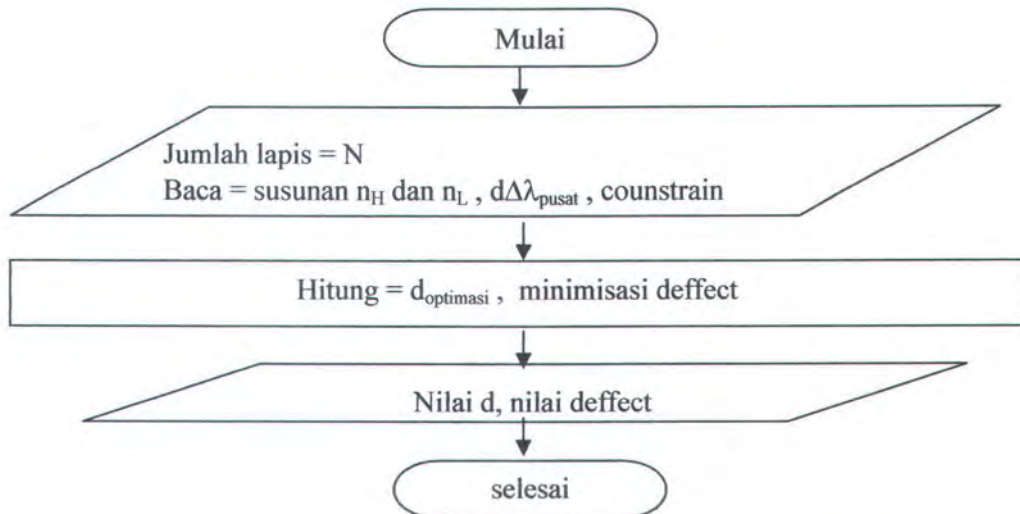 Mulai
Jumlah lapis = N
Baca = susunan n_H dan n_L , dΔλ_pusat , counstrain
Hitung = d_optimasi , minimisasi deffect
Nilai d, nilai deffect
selesai